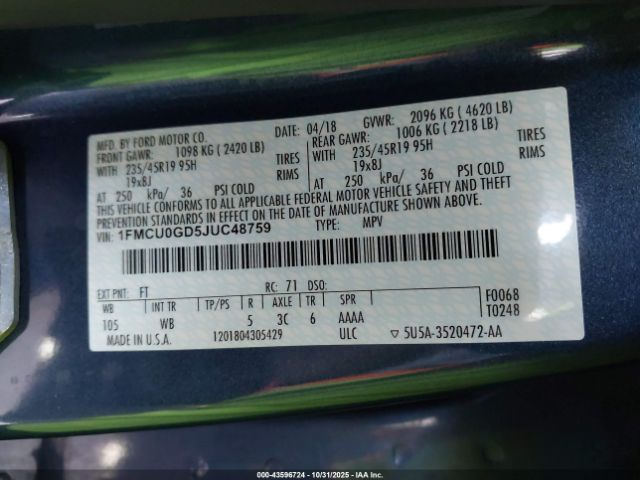 MFD. BY FORD MOTOR CO. DATE: 04/18 GVWR: 2096 KG ( 4620 LB)
FRONT GAWR: 1098 KG ( 2420 LB) REAR GAWR: 1006 KG ( 2218 LB)
WITH 235/45R19 95H TIRES WITH 235/45R19 95H TIRES
19x8J RIMS 19x8J RIMS
AT 250 kPa/ 36 PSI COLD AT 250 kPa/ 36 PSI COLD
THIS VEHICLE CONFORMS TO ALL APPLICABLE FEDERAL MOTOR VEHICLE SAFETY AND THEFT
PREVENTION STANDARDS IN EFFECT ON THE DATE OF MANUFACTURE SHOWN ABOVE.
VIN: 1FMCU0GD5JUC48759 TYPE: MPV
EXT PNT: FT RC: 71 DSO: F0068
WB INT TR TP/PS R AXLE TR SPR T0248
105 WB 5 3C 6 AAAA
MADE IN U.S.A. 1201804305429 ULC ▽ 5U5A-3520472-AA
000-43596724 - 10/31/2025 - IAA, Inc.